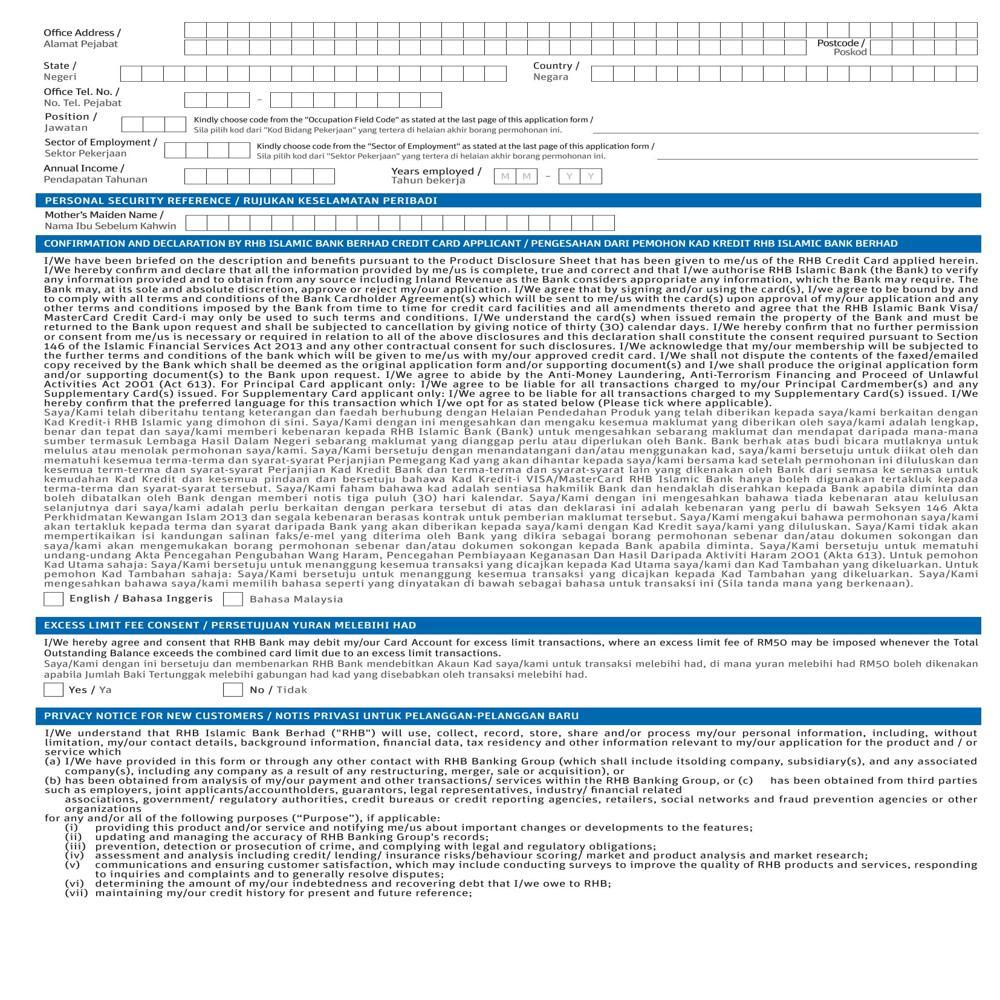 Office Address /
Alamat Pejabat
Postcode /
Poskod
State /
Negeri
Country /
Negara
Office Tel. No. /
No. Tel. Pejabat
–
Position /
Jawatan
Kindly choose code from the "Occupation Field Code" as stated at the last page of this application form /
Sila pilih kod dari "Kod Bidang Pekerjaan" yang tertera di helaian akhir borang permohonan ini.
Sector of Employment /
Sektor Pekerjaan
Kindly choose code from the "Sector of Employment" as stated at the last page of this application form /
Sila pilih kod dari "Sektor Pekerjaan" yang tertera di helaian akhir borang permohonan ini.
Annual Income /
Pendapatan Tahunan
Years employed /
Tahun bekerja
M M – Y Y
PERSONAL SECURITY REFERENCE / RUJUKAN KESELAMATAN PERIBADI
Mother's Maiden Name /
Nama Ibu Sebelum Kahwin
CONFIRMATION AND DECLARATION BY RHB ISLAMIC BANK BERHAD CREDIT CARD APPLICANT / PENGESAHAN DARI PEMOHON KAD KREDIT RHB ISLAMIC BANK BERHAD
I/We have been briefed on the description and benefits pursuant to the Product Disclosure Sheet that has been given to me/us of the RHB Credit Card applied herein.
I/We hereby confirm and declare that all the information provided by me/us is complete, true and correct and that I/we authorise RHB Islamic Bank (the Bank) to verify
any information provided and to obtain from any source including Inland Revenue as the Bank considers appropriate any information, which the Bank may require. The
Bank may, at its sole and absolute discretion, approve or reject my/our application. I/We agree that by signing and/or using the card(s), I/we agree to be bound by and
to comply with all terms and conditions of the Bank Cardholder Agreement(s) which will be sent to me/us with the card(s) upon approval of my/our application and any
other terms and conditions imposed by the Bank from time to time for credit card facilities and all amendments thereto and agree that the RHB Islamic Bank Visa/
MasterCard Credit Card-i may only be used to such terms and conditions. I/We understand the card(s) when issued remain the property of the Bank and must be
returned to the Bank upon request and shall be subjected to cancellation by giving notice of thirty (30) calendar days. I/We hereby confirm that no further permission
or consent from me/us is necessary or required in relation to all of the above disclosures and this declaration shall constitute the consent required pursuant to Section
146 of the Islamic Financial Services Act 2013 and any other contractual consent for such disclosures. I/We acknowledge that my/our membership will be subjected to
the further terms and conditions of the bank which will be given to me/us with my/our approved credit card. I/We shall not dispute the contents of the faxed/emailed
copy received by the Bank which shall be deemed as the original application form and/or supporting document(s) and I/we shall produce the original application form
and/or supporting document(s) to the Bank upon request. I/We agree to abide by the Anti-Money Laundering, Anti-Terrorism Financing and Proceed of Unlawful
Activities Act 2001 (Act 613). For Principal Card applicant only: I/We agree to be liable for all transactions charged to my/our Principal Cardmember(s) and any
Supplementary Card(s) issued. For Supplementary Card applicant only: I/We agree to be liable for all transactions charged to my Supplementary Card(s) issued. I/We
hereby confirm that the preferred language for this transaction which I/we opt for as stated below (Please tick where applicable).
Saya/Kami telah diberitahu tentang keterangan dan faedah berhubung dengan Helaian Pendedahan Produk yang telah diberikan kepada saya/kami berkaitan dengan
Kad Kredit-i RHB Islamic yang dimohon di sini. Saya/Kami dengan ini mengesahkan dan mengaku kesemua maklumat yang diberikan oleh saya/kami adalah lengkap,
benar dan tepat dan saya/kami memberi kebenaran kepada RHB Islamic Bank (Bank) untuk mengesahkan sebarang maklumat dan mendapat daripada mana-mana
sumber termasuk Lembaga Hasil Dalam Negeri sebarang maklumat yang dianggap perlu atau diperlukan oleh Bank. Bank berhak atas budi bicara mutlaknya untuk
melulus atau menolak permohonan saya/kami. Saya/Kami bersetuju dengan menandatangani dan/atau menggunakan kad, saya/kami bersetuju untuk diikat oleh dan
mematuhi kesemua terma-terma dan syarat-syarat Perjanjian Pemegang Kad yang akan dihantar kepada saya/kami bersama kad setelah permohonan ini diluluskan dan
kesemua term-terma dan syarat-syarat Perjanjian Kad Kredit Bank dan terma-terma dan syarat-syarat lain yang dikenakan oleh Bank dari semasa ke semasa untuk
kemudahan Kad Kredit dan kesemua pindaan dan bersetuju bahawa Kad Kredit-i VISA/MasterCard RHB Islamic Bank hanya boleh digunakan tertakluk kepada
terma-terma dan syarat-syarat tersebut. Saya/Kami faham bahawa kad adalah sentiasa hakmilik Bank dan hendaklah diserahkan kepada Bank apabila diminta dan
boleh dibatalkan oleh Bank dengan memberi notis tiga puluh (30) hari kalendar. Saya/Kami dengan ini mengesahkan bahawa tiada kebenaran atau kelulusan
selanjutnya dari saya/kami adalah perlu berkaitan dengan perkara tersebut di atas dan deklarasi ini adalah kebenaran yang perlu di bawah Seksyen 146 Akta
Perkhidmatan Kewangan Islam 2013 dan segala kebenaran berasas kontrak untuk pemberian maklumat tersebut. Saya/Kami mengakui bahawa permohonan saya/kami
tertakluk kepada terma dan syarat daripada Bank yang akan diberikan kepada saya/kami dengan Kad Kredit saya/kami yang diluluskan. Saya/Kami tidak akan
mempertikaikan isi kandungan salinan faks/e-mel yang diterima oleh Bank yang dikira sebagai borang permohonan sebenar dan/atau dokumen sokongan dan
saya/kami akan mengemukakan borang permohonan sebenar dan/atau dokumen sokongan kepada Bank apabila diminta. Saya/Kami bersetuju untuk mematuhi
undang-undang Akta Pencegahan Pengubahan Wang Haram, Pencegahan Pembiayaan Keganasan Dan Hasil Daripada Aktiviti Haram 2001 (Akta 613). Untuk Pemohon
Kad Utama sahaja: Saya/Kami bersetuju untuk menanggung kesemua transaksi yang dicajkan kepada Kad Utama saya/kami dan Kad Tambahan yang dikeluarkan. Untuk
pemohon Kad Tambahan sahaja: Saya/Kami bersetuju untuk menanggung kesemua transaksi yang dicajkan kepada Kad Tambahan yang dikeluarkan. Saya/Kami
mengesahkan bahawa saya/kami memilih bahasa seperti yang dinyatakan di bawah sebagai bahasa untuk transaksi ini (Sila tanda mana yang berkenaan).
English / Bahasa Inggeris
Bahasa Malaysia
EXCESS LIMIT FEE CONSENT / PERSETUJUAN YURAN MELEBIHI HAD
I/We hereby agree and consent that RHB Bank may debit my/our Card Account for excess limit transactions, where an excess limit fee of RM50 may be imposed whenever the Total
Outstanding Balance exceeds the combined card limit due to an excess limit transactions.
Saya/Kami dengan ini bersetuju dan membenarkan RHB Bank mendebitkan Akaun Kad saya/kami untuk transaksi melebihi had, di mana yuran melebihi had RM50 boleh dikenakan
apabila Jumlah Baki Tertunggak melebihi gabungan had kad yang disebabkan oleh transaksi melebihi had.
Yes / Ya
No / Tidak
PRIVACY NOTICE FOR NEW CUSTOMERS / NOTIS PRIVASI UNTUK PELANGGAN-PELANGGAN BARU
I/We understand that RHB Islamic Bank Berhad ("RHB") will use, collect, record, store, share and/or process my/our personal information, including, without
limitation, my/our contact details, background information, financial data, tax residency and other information relevant to my/our application for the product and / or
service which
(a) I/We have provided in this form or through any other contact with RHB Banking Group (which shall include itsolding company, subsidiary(s), and any associated
company(s), including any company as a result of any restructuring, merger, sale or acquisition), or
(b) has been obtained from analysis of my/our payment and other transactions/ services within the RHB Banking Group, or (c) has been obtained from third parties
such as employers, joint applicants/accountholders, guarantors, legal representatives, industry/ financial related
associations, government/ regulatory authorities, credit bureaus or credit reporting agencies, retailers, social networks and fraud prevention agencies or other
organizations
for any and/or all of the following purposes (“Purpose”), if applicable:
(i) providing this product and/or service and notifying me/us about important changes or developments to the features;
(ii) updating and managing the accuracy of RHB Banking Group's records;
(iii) prevention, detection or prosecution of crime, and complying with legal and regulatory obligations;
(iv) assessment and analysis including credit/ lending/ insurance risks/behaviour scoring/ market and product analysis and market research;
(v) communications and ensuring customer satisfaction, which may include conducting surveys to improve the quality of RHB products and services, responding
to inquiries and complaints and to generally resolve disputes;
(vi) determining the amount of my/our indebtedness and recovering debt that I/we owe to RHB;
(vii) maintaining my/our credit history for present and future reference;